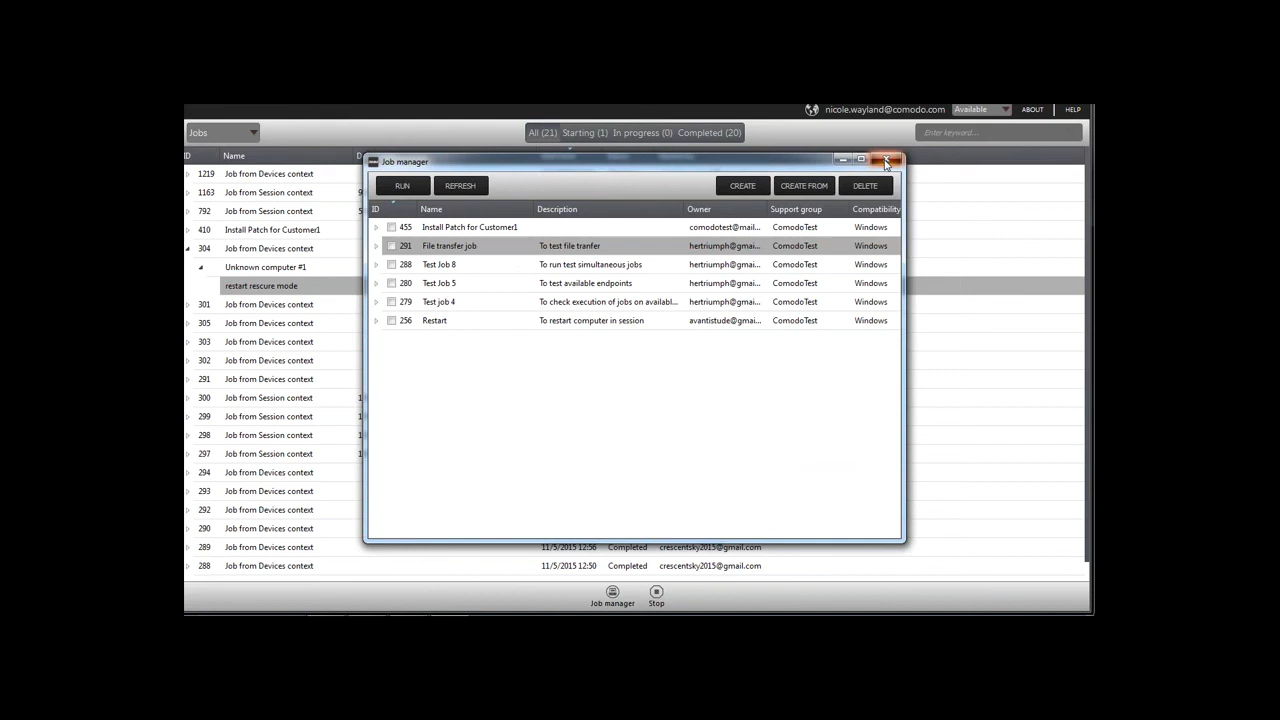 nicole.wayland@comodo.com Available ABOUT HELP
Jobs All (21) Starting (1) In progress (0) Completed (20) Enter keyword...
ID Name D
1219 Job from Devices context
1163 Job from Session context 9
792 Job from Session context 5
410 Install Patch for Customer1
304 Job from Devices context
Unknown computer #1
restart rescure mode
301 Job from Devices context
305 Job from Devices context
303 Job from Devices context
302 Job from Devices context
291 Job from Devices context
300 Job from Session context 1
299 Job from Session context 1
298 Job from Session context 1
297 Job from Session context 1
294 Job from Devices context
293 Job from Devices context
292 Job from Devices context
290 Job from Devices context
289 Job from Devices context 11/5/2015 12:56 Completed crescentsky2015@gmail.com
288 Job from Devices context 11/5/2015 12:50 Completed crescentsky2015@gmail.com
Job manager
RUN REFRESH CREATE CREATE FROM DELETE
ID Name Description Owner Support group Compatibility
455 Install Patch for Customer1 comodotest@mail... ComodoTest Windows
291 File transfer job To test file tranfer hertriumph@gmai... ComodoTest Windows
288 Test Job 8 To run test simultaneous jobs hertriumph@gmai... ComodoTest Windows
280 Test Job 5 To test available endpoints hertriumph@gmai... ComodoTest Windows
279 Test job 4 To check execution of jobs on availabl... hertriumph@gmai... ComodoTest Windows
256 Restart To restart computer in session avantistude@gmai... ComodoTest Windows
Job manager Stop